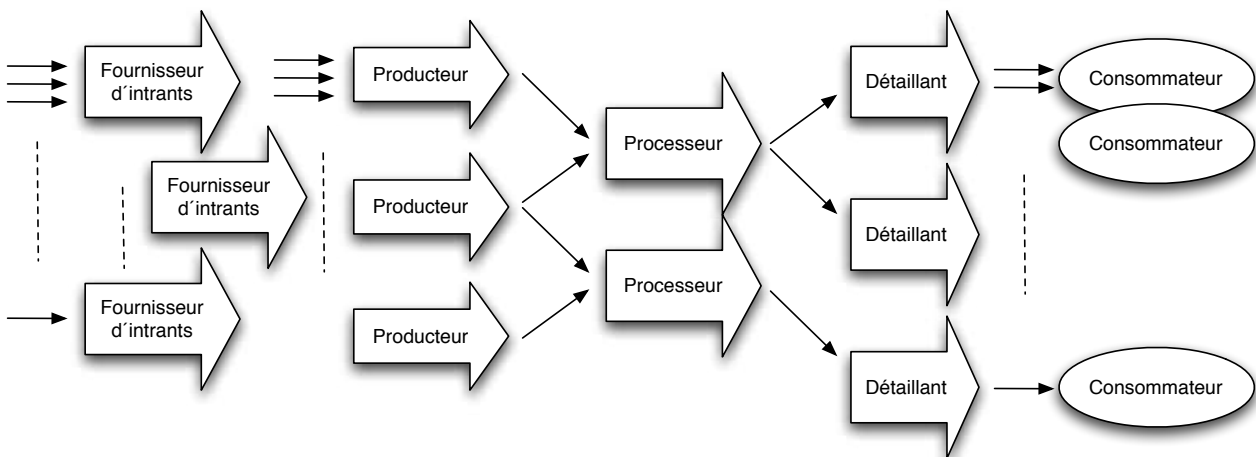 Fournisseur
d´intrants
Fournisseur
d´intrants
Fournisseur
d´intrants
Producteur
Producteur
Producteur
Processeur
Processeur
Détaillant
Détaillant
Détaillant
Consommateur
Consommateur
Consommateur